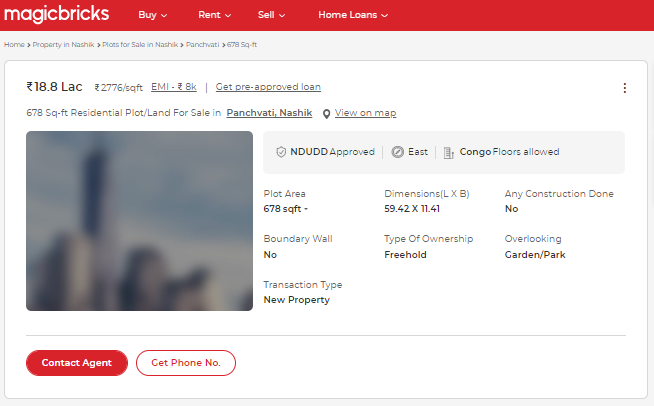 magicbricks Buy Rent Sell Home Loans
Home > Property in Nashik > Plots for Sale in Nashik > Panchvati > 678 Sq-ft
₹18.8 Lac ₹2776/sqft EMI - ₹ 8k | Get pre-approved loan
678 Sq-ft Residential Plot/Land For Sale in Panchvati, Nashik View on map
NDUDD Approved | East | Congo Floors allowed
Plot Area Dimensions(L X B) Any Construction Done
678 sqft 59.42 X 11.41 No
Boundary Wall Type Of Ownership Overlooking
No Freehold Garden/Park
Transaction Type
New Property
Contact Agent Get Phone No.